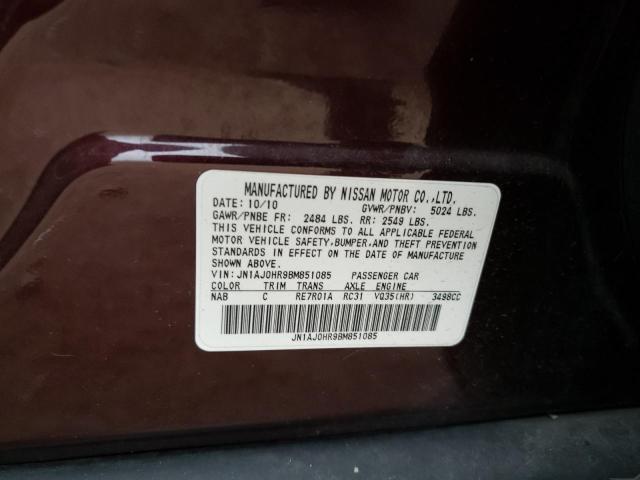 MANUFACTURED BY NISSAN MOTOR CO.,LTD.
DATE: 10/10 GVWR/PNBV: 5024 LBS.
GAWR/PNBE FR: 2484 LBS. RR: 2549 LBS.
THIS VEHICLE CONFORMS TO ALL APPLICABLE FEDERAL
MOTOR VEHICLE SAFETY, BUMPER, AND THEFT PREVENTION
STANDARDS IN EFFECT ON THE DATE OF MANUFACTURE
SHOWN ABOVE.
VIN: JN1AJ0HR9BM851085 PASSENGER CAR
COLOR TRIM TRANS AXLE ENGINE
NAB C RE7R01A RC31 VQ35(HR) 3498CC
JN1AJ0HR9BM851085